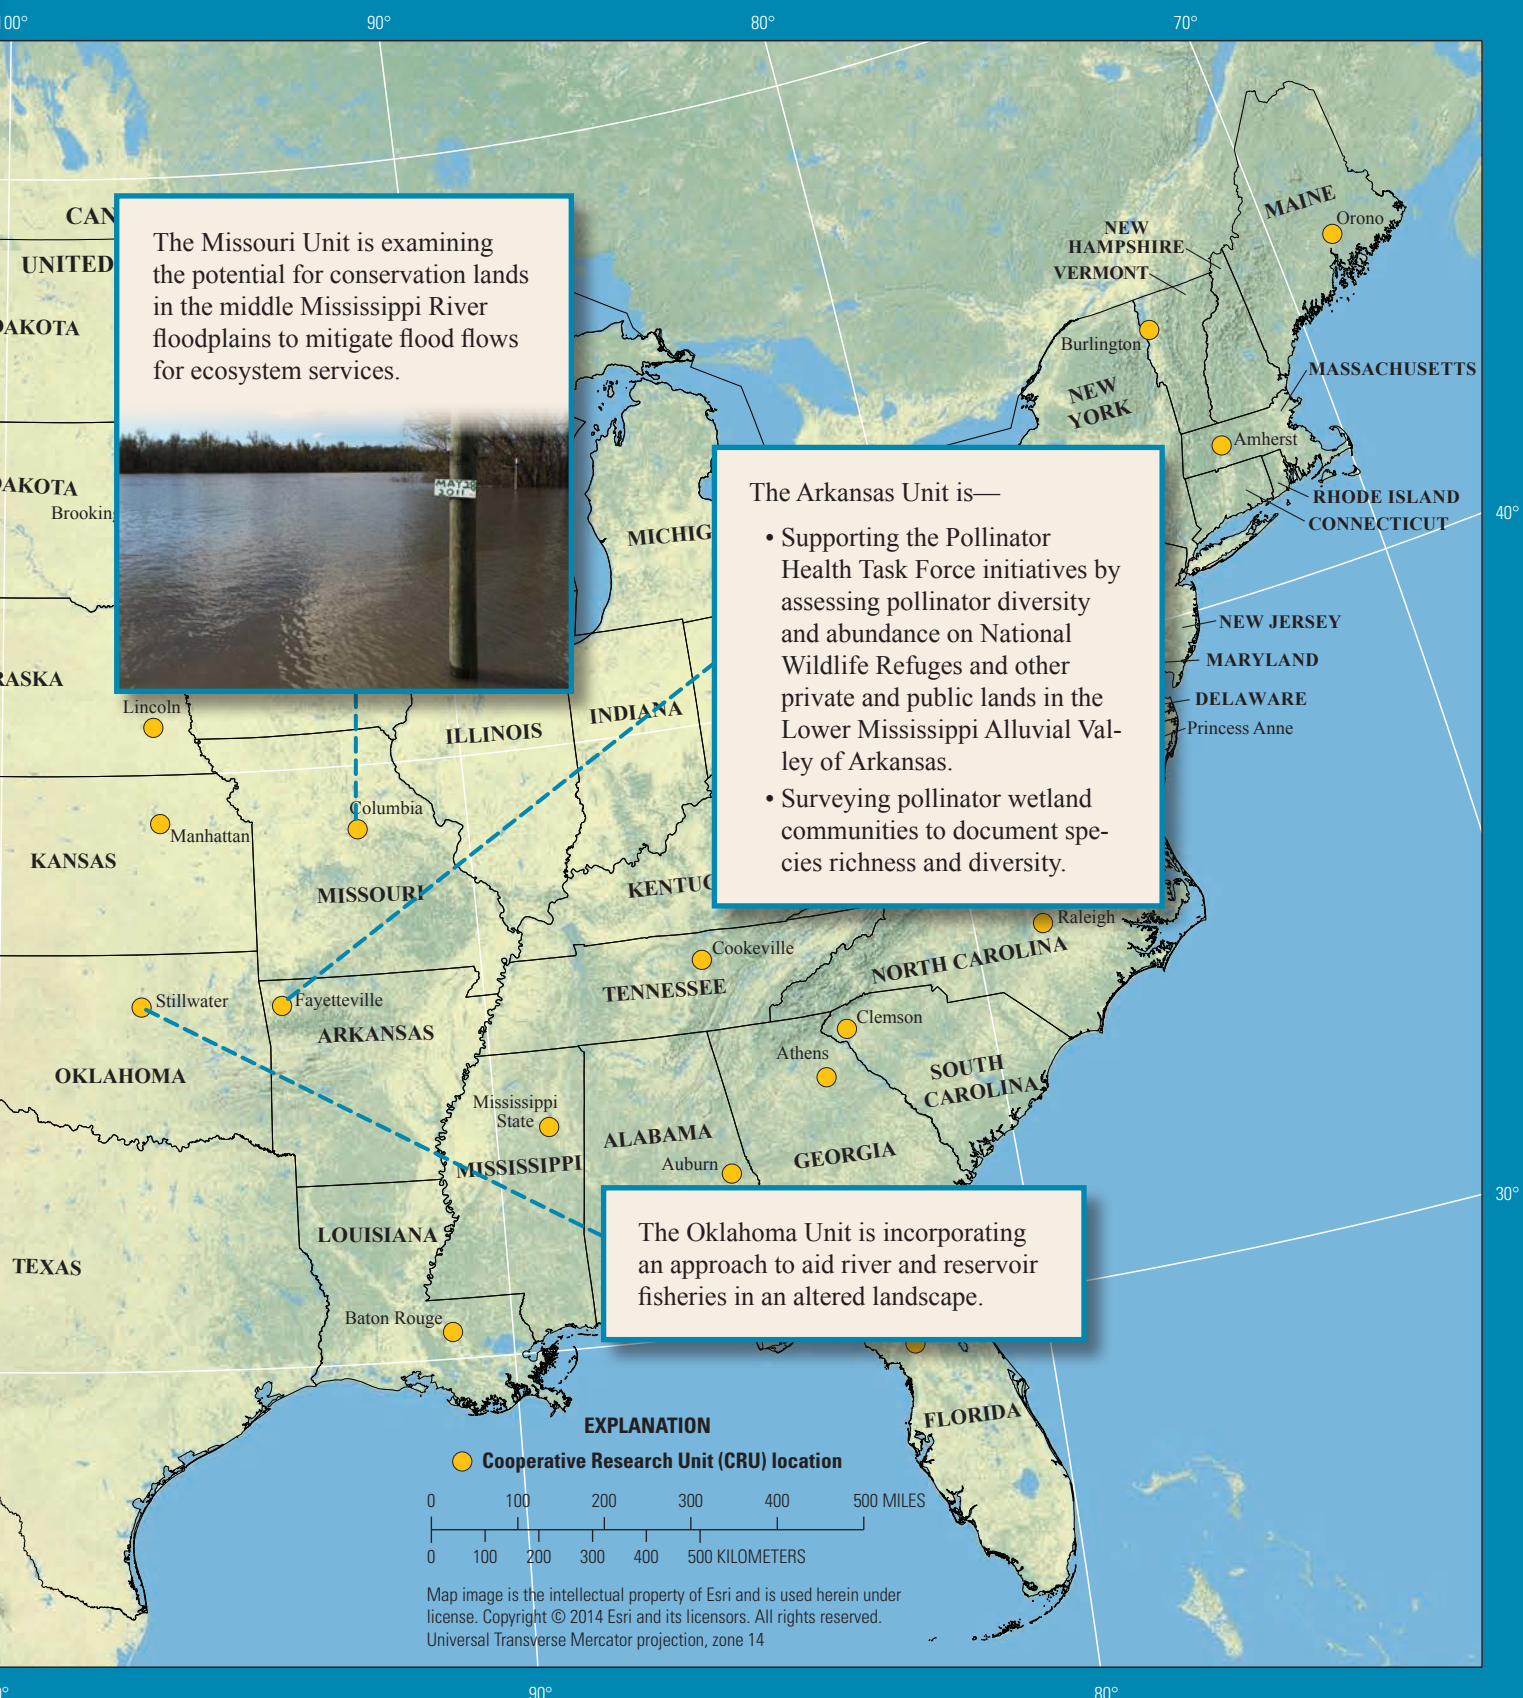 100°
90°
80°
70°
CAN
UNITED
DAKOTA
DAKOTA
Brookin
RASKA
The Missouri Unit is examining
the potential for conservation lands
in the middle Mississippi River
floodplains to mitigate flood flows
for ecosystem services.
MAY 28
2011
MAINE
Orono
NEW
HAMPSHIRE
VERMONT
Burlington
NEW
YORK
MASSACHUSETTS
Amherst
RHODE ISLAND
CONNECTICUT
40°
NEW JERSEY
MARYLAND
DELAWARE
Princess Anne
MICHIG
The Arkansas Unit is—
• Supporting the Pollinator
Health Task Force initiatives by
assessing pollinator diversity
and abundance on National
Wildlife Refuges and other
private and public lands in the
Lower Mississippi Alluvial Val-
ley of Arkansas.
• Surveying pollinator wetland
communities to document spe-
cies richness and diversity.
Lincoln
ILLINOIS
INDIANA
Columbia
Manhattan
KANSAS
MISSOURI
KENTUC
Raleigh
Cookeville
NORTH CAROLINA
TENNESSEE
Stillwater
Fayetteville
ARKANSAS
Clemson
Athens
OKLAHOMA
SOUTH
CAROLINA
Mississippi
State
ALABAMA
MISSISSIPPI
Auburn
GEORGIA
30°
LOUISIANA
TEXAS
The Oklahoma Unit is incorporating
an approach to aid river and reservoir
fisheries in an altered landscape.
Baton Rouge
FLORIDA
EXPLANATION
Cooperative Research Unit (CRU) location
0 100 200 300 400 500 MILES
0 100 200 300 400 500 KILOMETERS
Map image is the intellectual property of Esri and is used herein under
license. Copyright © 2014 Esri and its licensors. All rights reserved.
Universal Transverse Mercator projection, zone 14
90°
80°